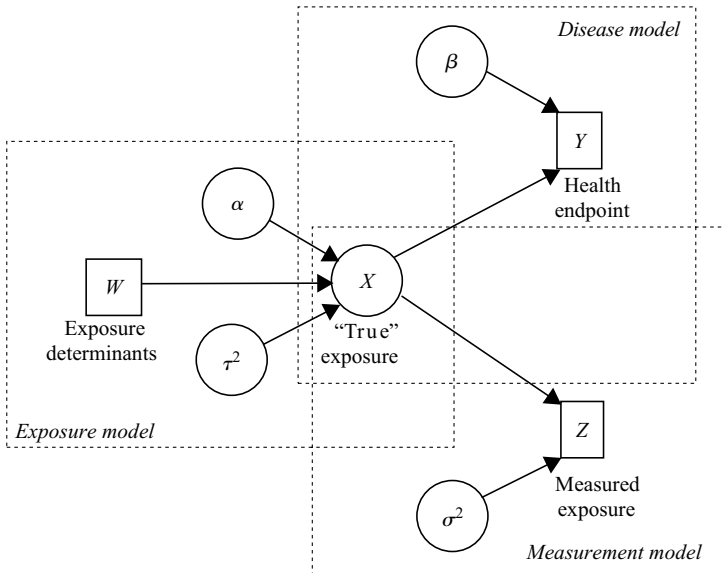 Disease model
β
Y
Health
endpoint
α
W
Exposure
determinants
X
“True”
exposure
τ²
Exposure model
Z
Measured
exposure
σ²
Measurement model